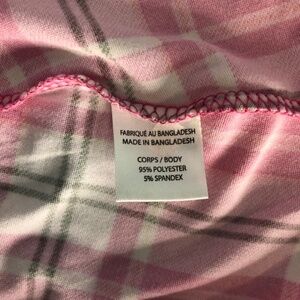 FABRIQUÉ AU BANGLADESH
MADE IN BANGLADESH
CORPS / BODY
95% POLYESTER
5% SPANDEX